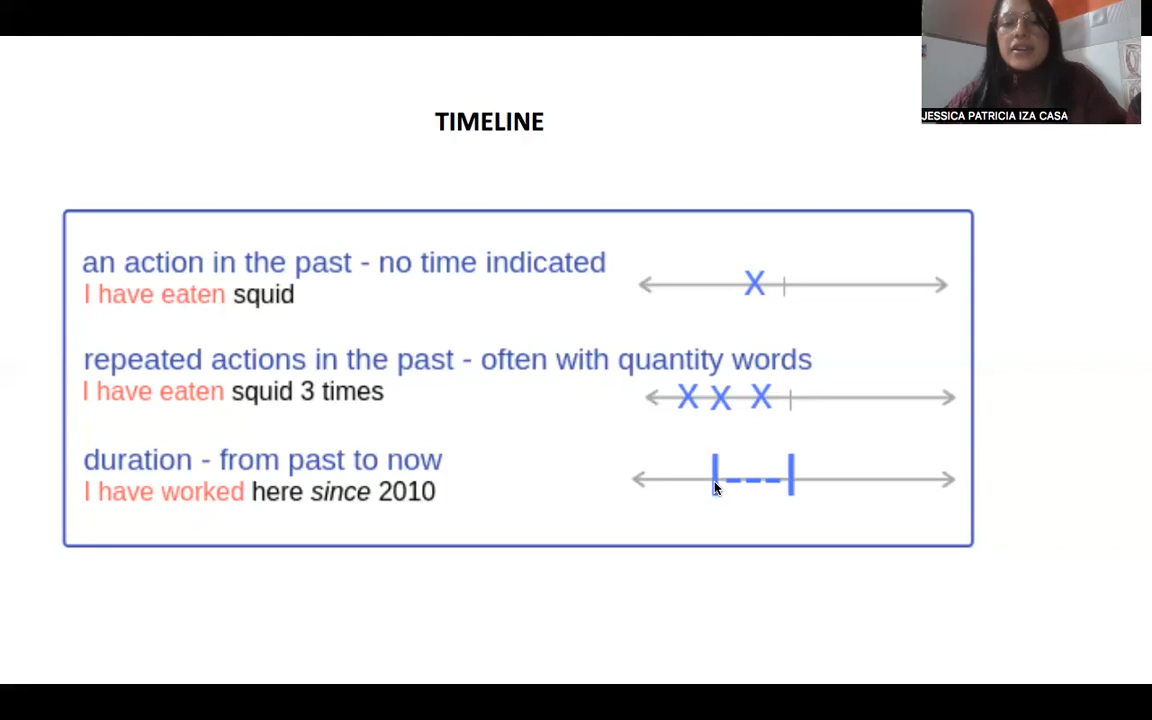 JESSICA PATRICIA IZA CASA
TIMELINE
an action in the past - no time indicated
I have eaten squid
X
repeated actions in the past - often with quantity words
I have eaten squid 3 times
X X X
duration - from past to now
I have worked here since 2010